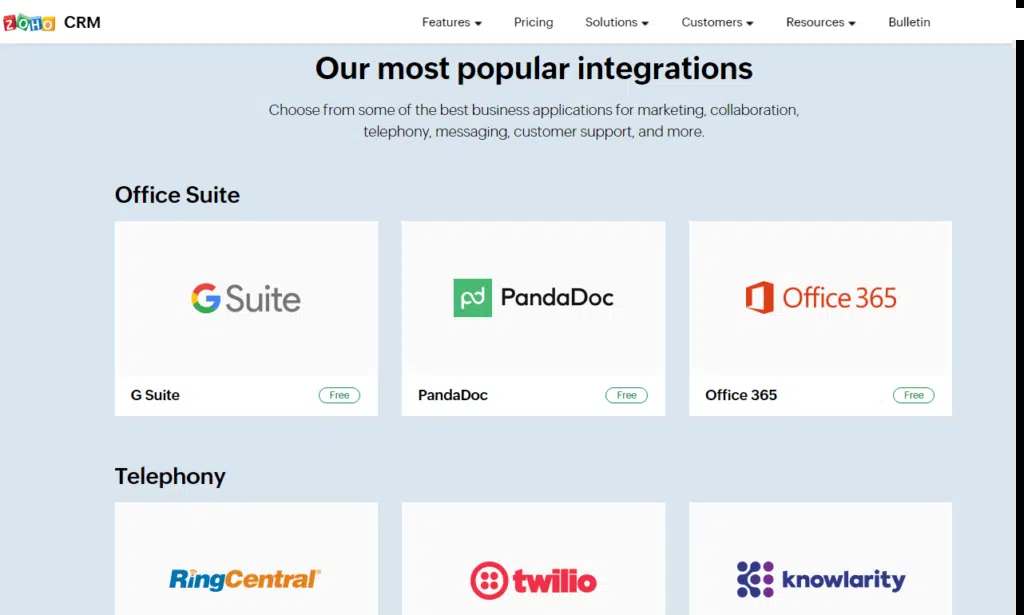 ZOHO CRM
Features Pricing Solutions Customers Resources Bulletin
Our most popular integrations
Choose from some of the best business applications for marketing, collaboration,
telephony, messaging, customer support, and more.
Office Suite
G Suite
PandaDoc
Office 365
G Suite Free
PandaDoc Free
Office 365 Free
Telephony
RingCentral®
twilio
knowlarity